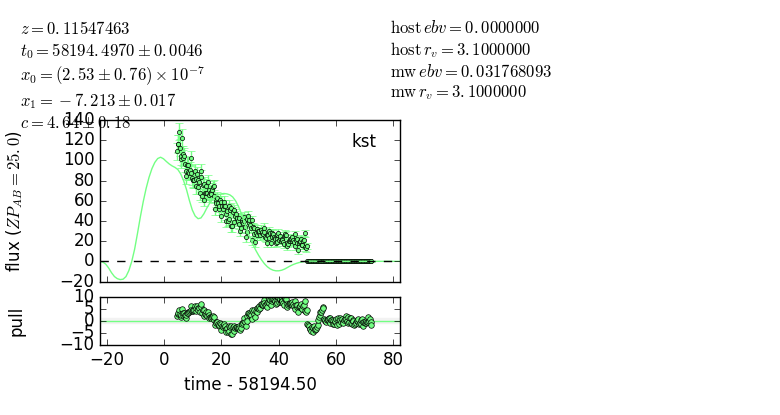 z = 0.11547463
t₀ = 58194.4970 ± 0.0046
x₀ = (2.53 ± 0.76) × 10⁻⁷
x₁ = −7.213 ± 0.017
c = 4.64 ± 0.18
host ebv = 0.0000000
host r_v = 3.1000000
mw ebv = 0.031768093
mw r_v = 3.1000000
flux (ZP_AB = 25.0)
140
120
100
80
60
40
20
0
−20
kst
pull
10
5
0
−5
−10
−20 0 20 40 60 80
time - 58194.50